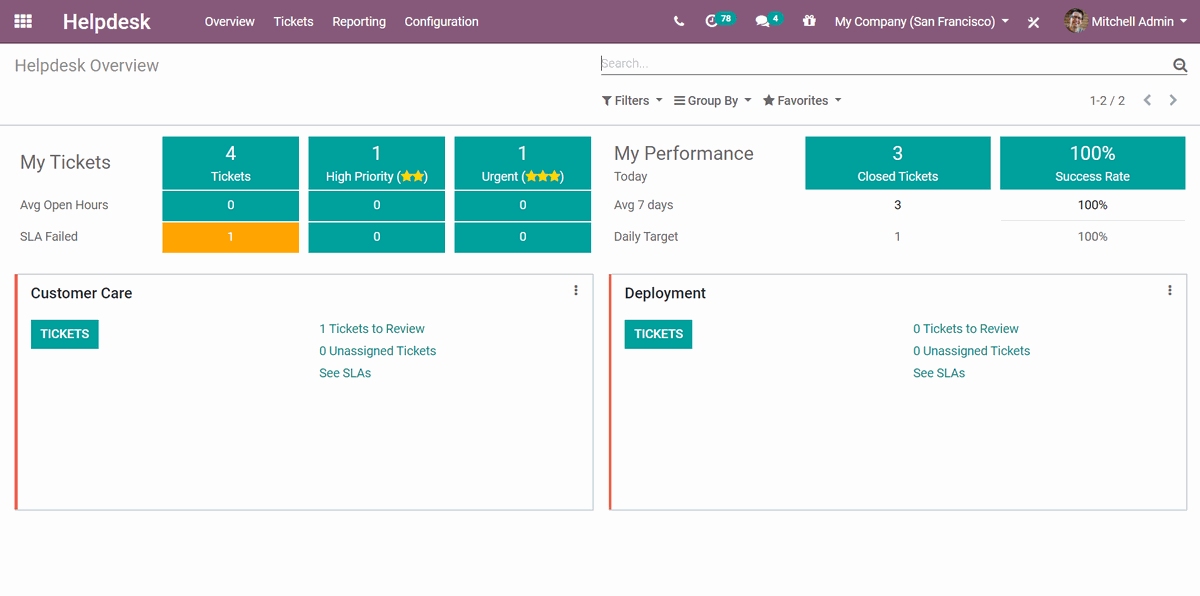 Helpdesk Overview Tickets Reporting Configuration 78 4 My Company (San Francisco) Mitchell Admin
Helpdesk Overview
Search...
Filters Group By Favorites 1-2 / 2
My Tickets
4
Tickets
1
High Priority (★★)
1
Urgent (★★★)
Avg Open Hours 0 0 0
SLA Failed 1 0 0
My Performance
Today
3
Closed Tickets
100%
Success Rate
Avg 7 days 3 100%
Daily Target 1 100%
Customer Care
TICKETS
1 Tickets to Review
0 Unassigned Tickets
See SLAs
Deployment
TICKETS
0 Tickets to Review
0 Unassigned Tickets
See SLAs